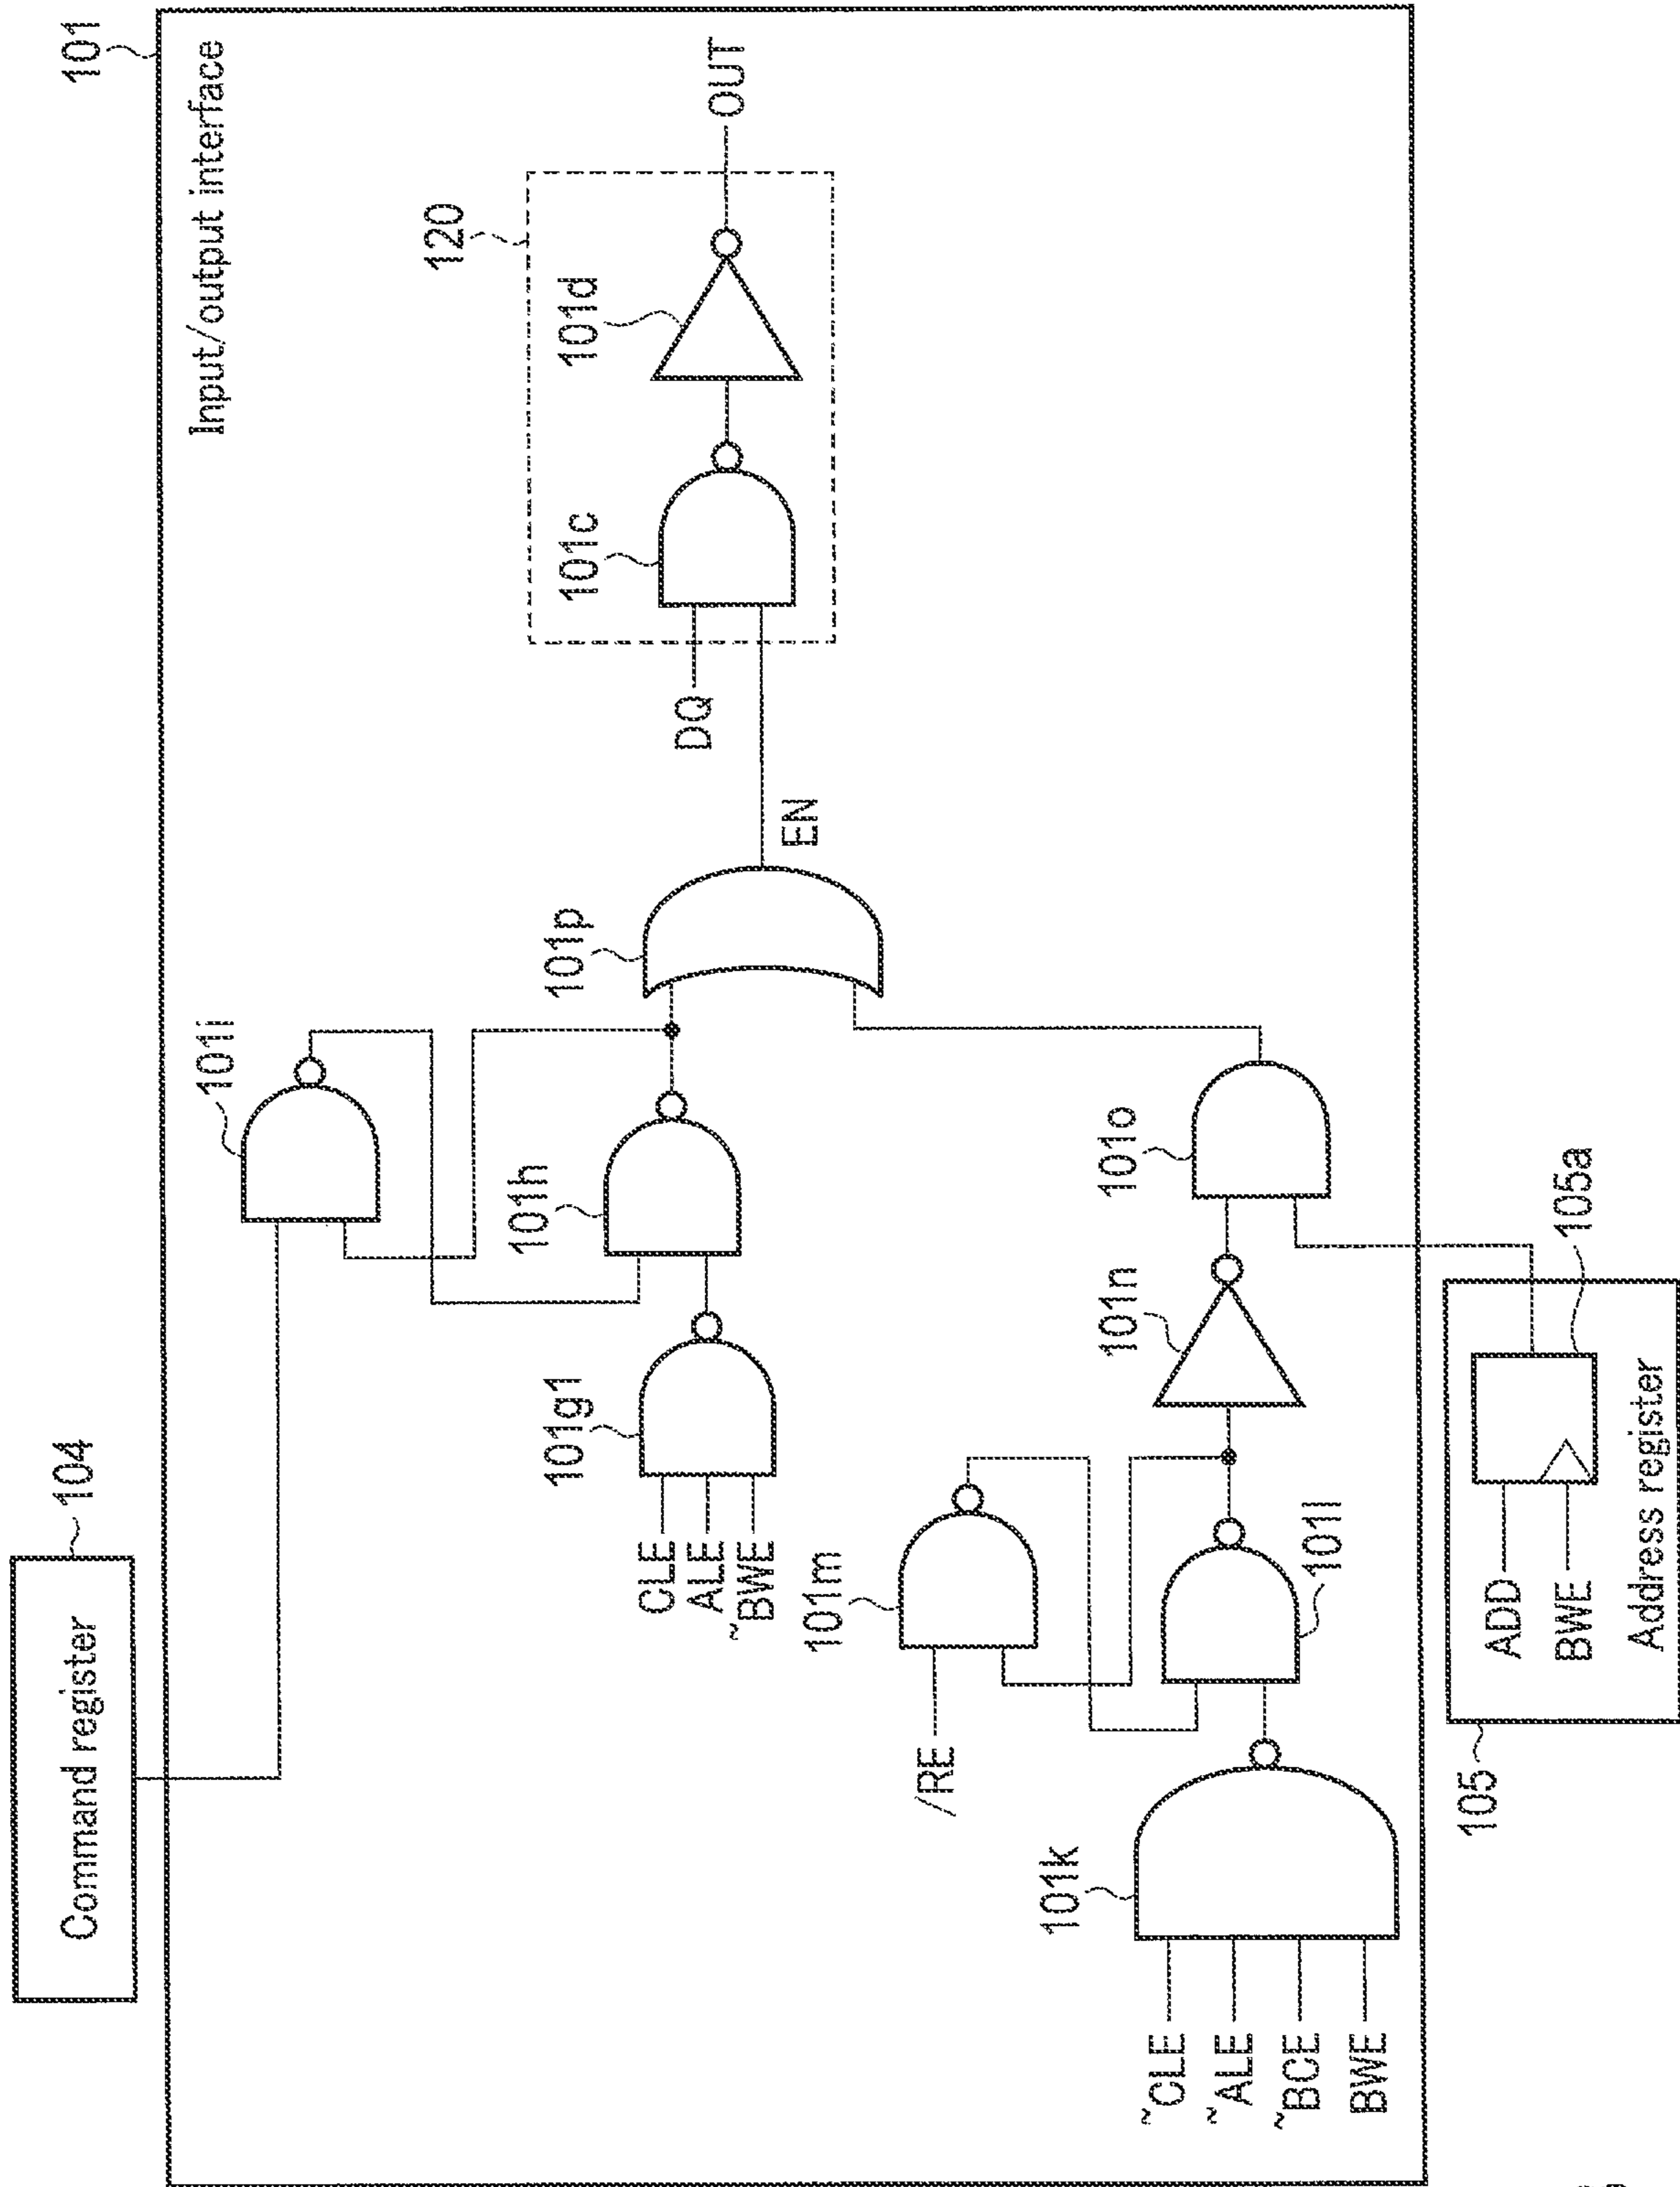 Command register
104
101
Input/output interface
101i
CLE
ALE
~BWE
101g1
101h
101p
EN
DQ
120
101c
101d
OUT
/RE
101m
~CLE
~ALE
~BCE
BWE
101k
101l
101n
101o
105
ADD
BWE
105a
Address register